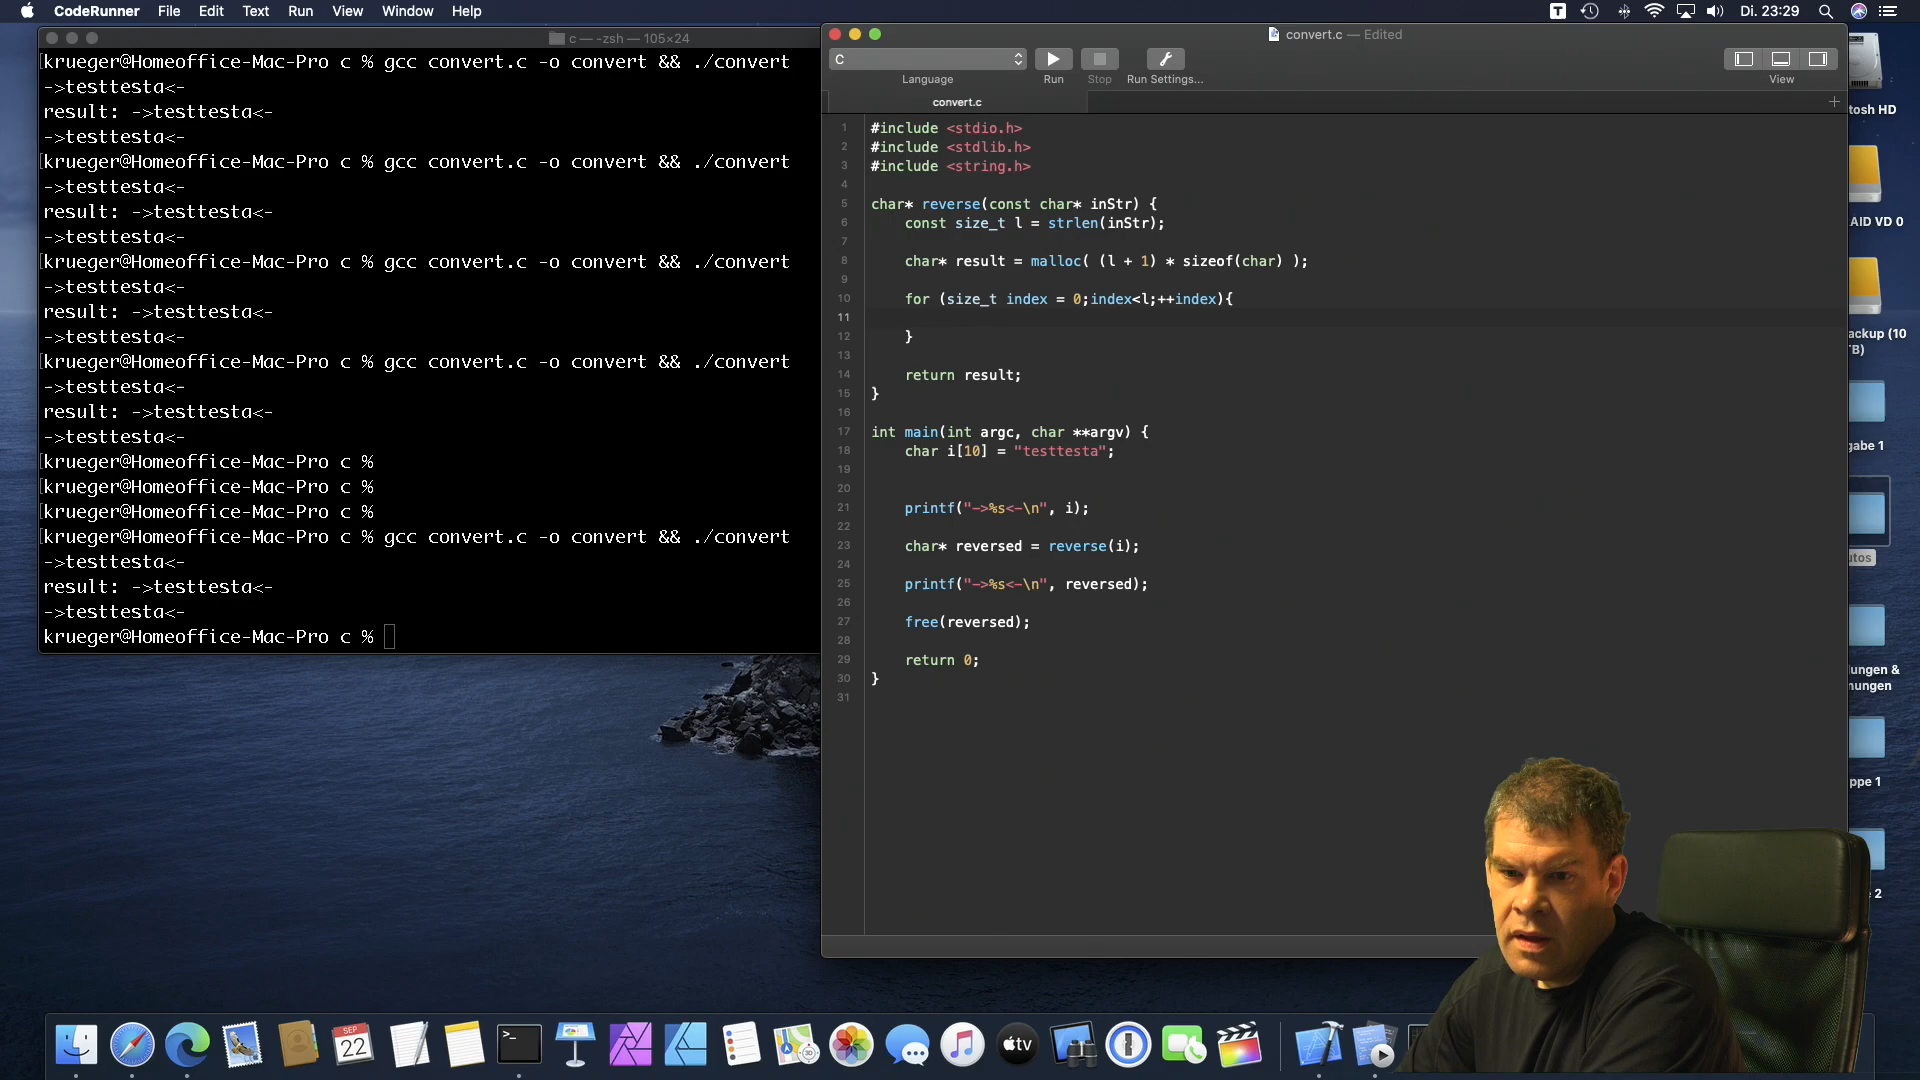 CodeRunner File Edit Text Run View Window Help
T Di. 23:29
c — -zsh — 105×24
krueger@Homeoffice-Mac-Pro c % gcc convert.c -o convert && ./convert
->testtesta<-
result: ->testtesta<-
->testtesta<-
krueger@Homeoffice-Mac-Pro c % gcc convert.c -o convert && ./convert
->testtesta<-
result: ->testtesta<-
->testtesta<-
krueger@Homeoffice-Mac-Pro c % gcc convert.c -o convert && ./convert
->testtesta<-
result: ->testtesta<-
->testtesta<-
krueger@Homeoffice-Mac-Pro c % gcc convert.c -o convert && ./convert
->testtesta<-
result: ->testtesta<-
->testtesta<-
krueger@Homeoffice-Mac-Pro c %
krueger@Homeoffice-Mac-Pro c %
krueger@Homeoffice-Mac-Pro c %
krueger@Homeoffice-Mac-Pro c % gcc convert.c -o convert && ./convert
->testtesta<-
result: ->testtesta<-
->testtesta<-
krueger@Homeoffice-Mac-Pro c %
convert.c — Edited
C
Language Run Stop Run Settings... View
convert.c
1 #include <stdio.h>
2 #include <stdlib.h>
3 #include <string.h>
4
5 char* reverse(const char* inStr) {
6 const size_t l = strlen(inStr);
7
8 char* result = malloc( (l + 1) * sizeof(char) );
9
10 for (size_t index = 0;index<l;++index){
11
12 }
13
14 return result;
15 }
16
17 int main(int argc, char **argv) {
18 char i[10] = "testtesta";
19
20
21 printf("->%s<-\n", i);
22
23 char* reversed = reverse(i);
24
25 printf("->%s<-\n", reversed);
26
27 free(reversed);
28
29 return 0;
30 }
31
tosh HD
AID VD 0
ackup (10
TB)
gabe 1
utos
lungen &
nungen
ppe 1
e 2
SEP
22
3D
tv